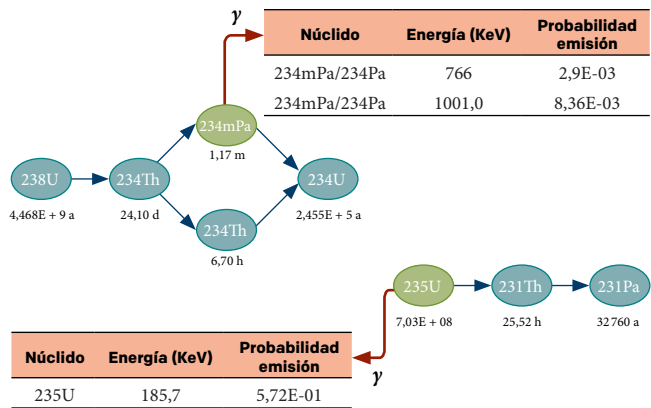 γ
Núclido Energía (KeV) Probabilidad emisión
234mPa/234Pa 766 2,9E-03
234mPa/234Pa 1001,0 8,36E-03
234mPa
1,17 m
238U 234Th 234U
4,468E + 9 a 24,10 d 2,455E + 5 a
234Th
6,70 h
235U 231Th 231Pa
7,03E + 08 25,52 h 32 760 a
Núclido Energía (KeV) Probabilidad emisión
γ
235U 185,7 5,72E-01